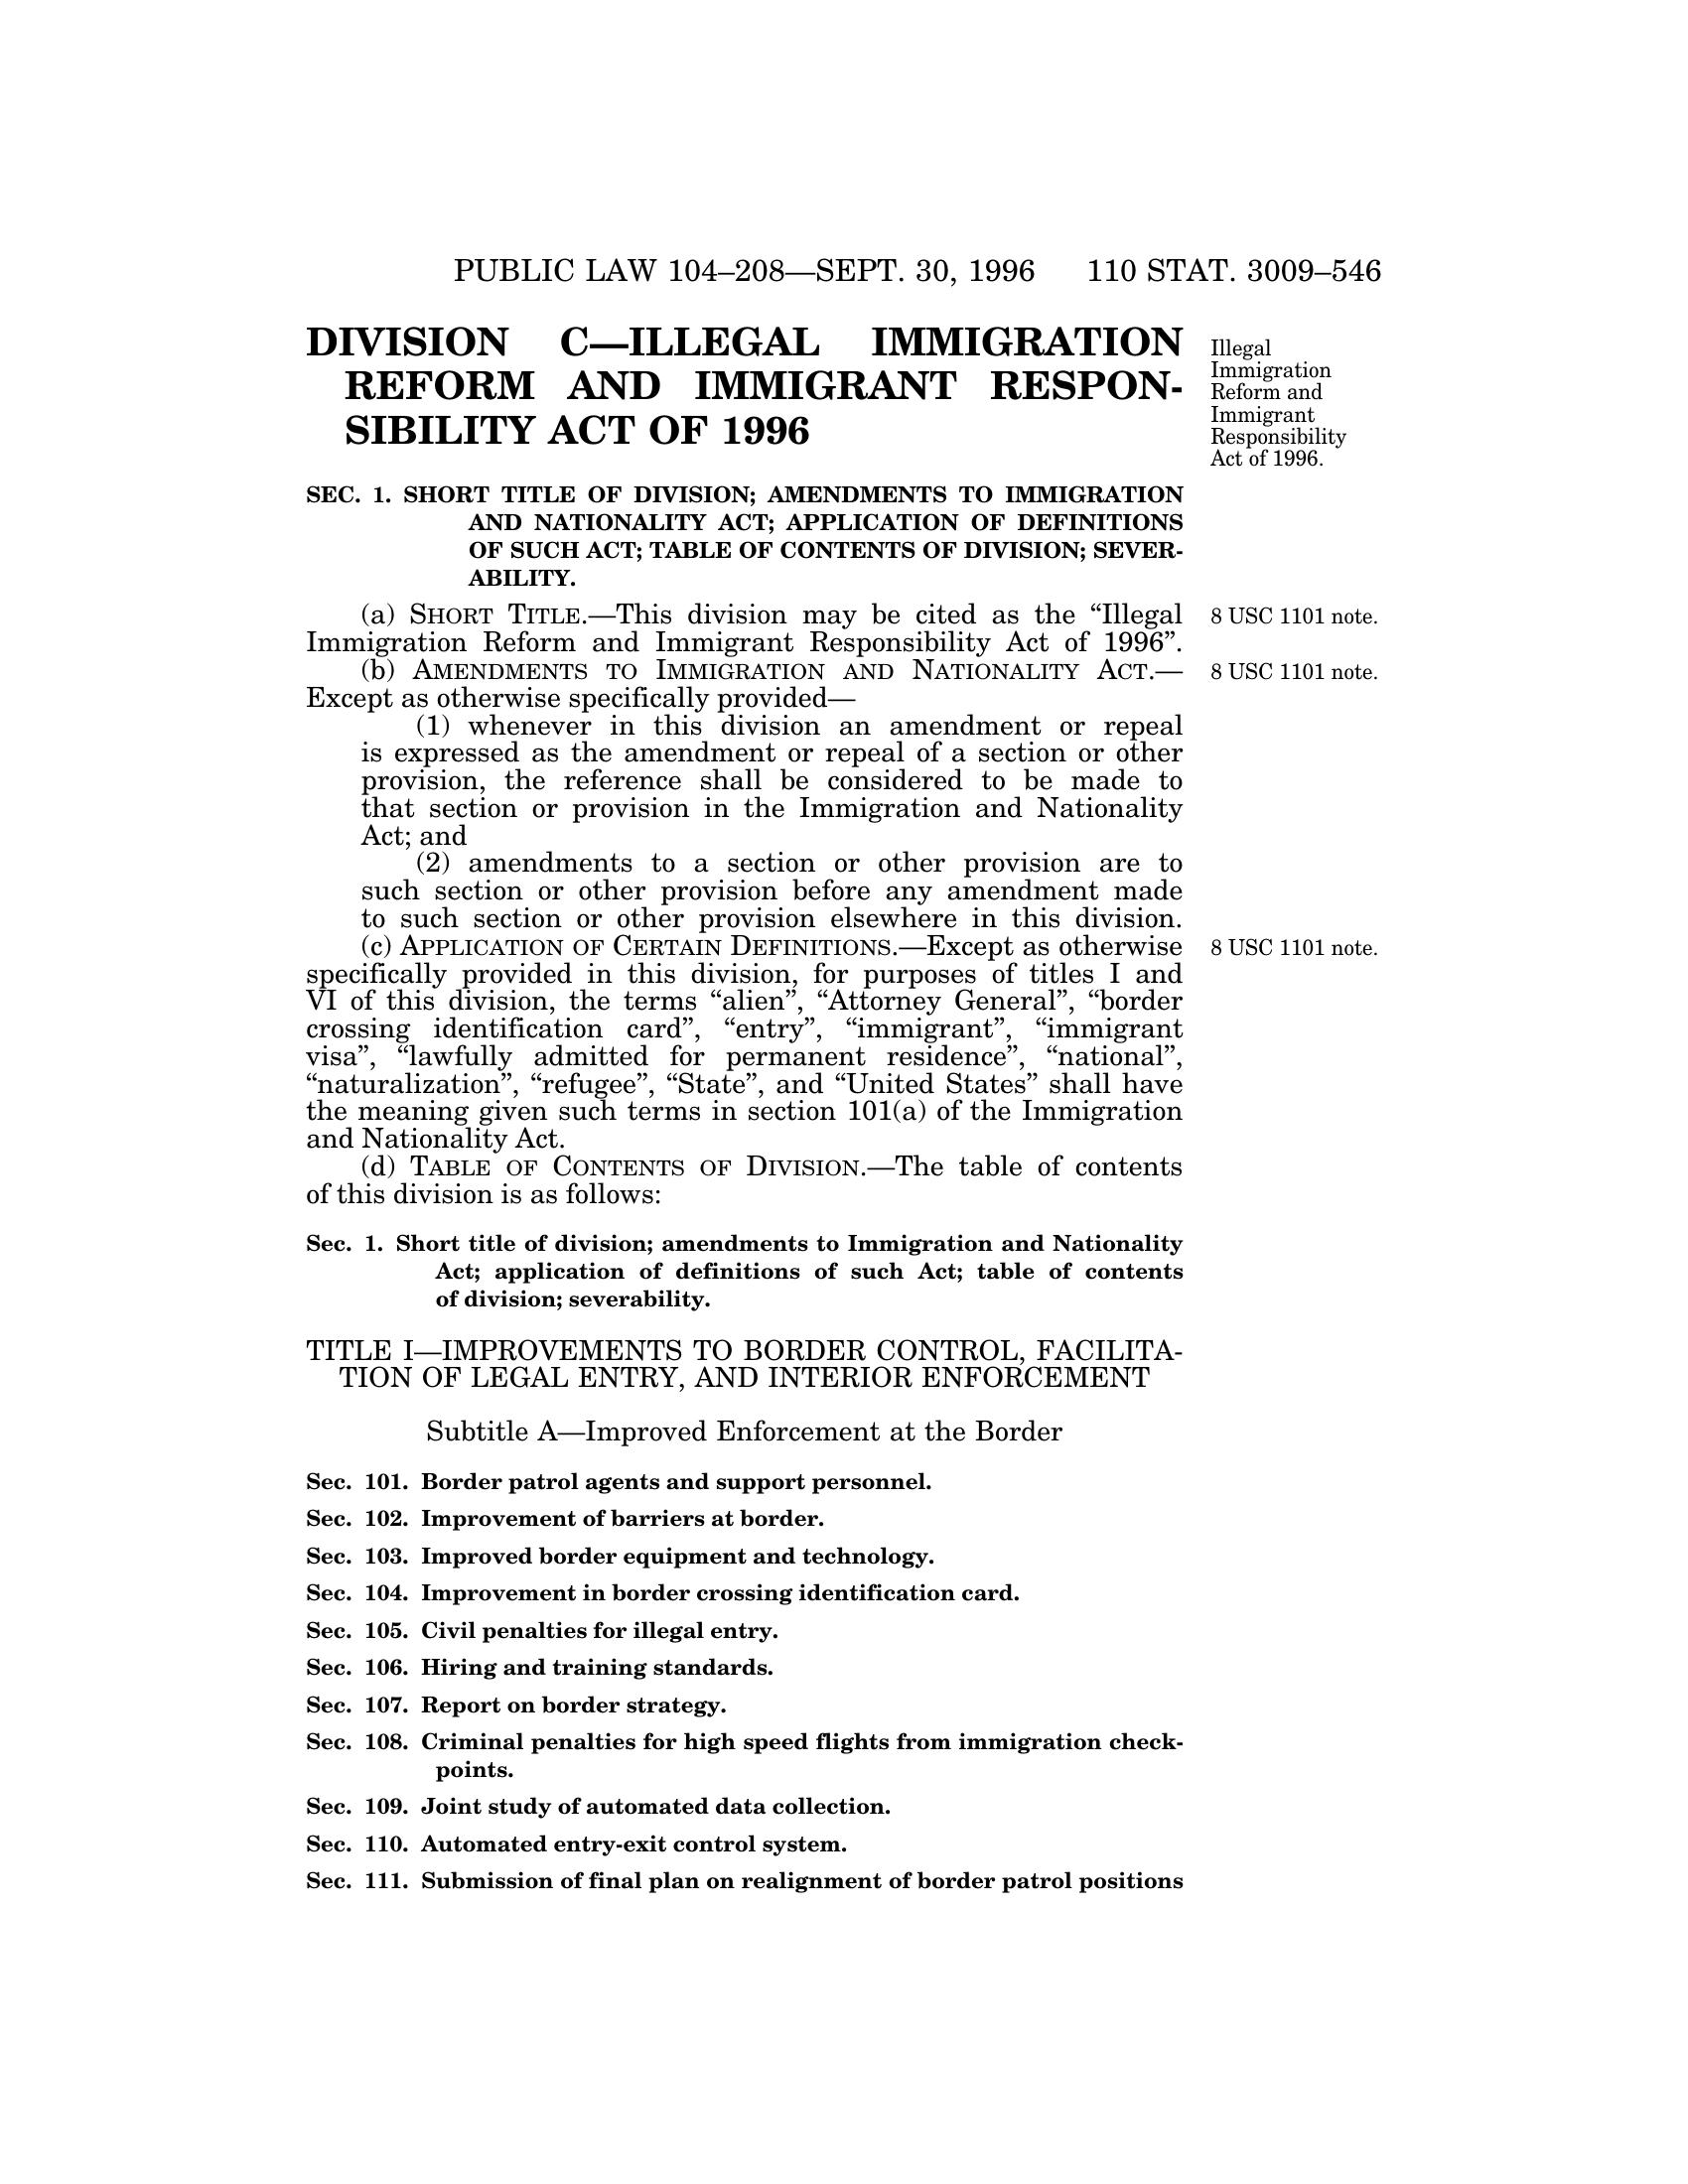 PUBLIC LAW 104–208—SEPT. 30, 1996 110 STAT. 3009–546
DIVISION C—ILLEGAL IMMIGRATION
REFORM AND IMMIGRANT RESPON-
SIBILITY ACT OF 1996
Illegal
Immigration
Reform and
Immigrant
Responsibility
Act of 1996.
SEC. 1. SHORT TITLE OF DIVISION; AMENDMENTS TO IMMIGRATION
AND NATIONALITY ACT; APPLICATION OF DEFINITIONS
OF SUCH ACT; TABLE OF CONTENTS OF DIVISION; SEVER-
ABILITY.
(a) SHORT TITLE.—This division may be cited as the “Illegal
Immigration Reform and Immigrant Responsibility Act of 1996”.
8 USC 1101 note.
(b) AMENDMENTS TO IMMIGRATION AND NATIONALITY ACT.—
Except as otherwise specifically provided—
8 USC 1101 note.
(1) whenever in this division an amendment or repeal
is expressed as the amendment or repeal of a section or other
provision, the reference shall be considered to be made to
that section or provision in the Immigration and Nationality
Act; and
(2) amendments to a section or other provision are to
such section or other provision before any amendment made
to such section or other provision elsewhere in this division.
(c) APPLICATION OF CERTAIN DEFINITIONS.—Except as otherwise
specifically provided in this division, for purposes of titles I and
VI of this division, the terms “alien”, “Attorney General”, “border
crossing identification card”, “entry”, “immigrant”, “immigrant
visa”, “lawfully admitted for permanent residence”, “national”,
“naturalization”, “refugee”, “State”, and “United States” shall have
the meaning given such terms in section 101(a) of the Immigration
and Nationality Act.
8 USC 1101 note.
(d) TABLE OF CONTENTS OF DIVISION.—The table of contents
of this division is as follows:
Sec. 1. Short title of division; amendments to Immigration and Nationality
Act; application of definitions of such Act; table of contents
of division; severability.
TITLE I—IMPROVEMENTS TO BORDER CONTROL, FACILITA-
TION OF LEGAL ENTRY, AND INTERIOR ENFORCEMENT
Subtitle A—Improved Enforcement at the Border
Sec. 101. Border patrol agents and support personnel.
Sec. 102. Improvement of barriers at border.
Sec. 103. Improved border equipment and technology.
Sec. 104. Improvement in border crossing identification card.
Sec. 105. Civil penalties for illegal entry.
Sec. 106. Hiring and training standards.
Sec. 107. Report on border strategy.
Sec. 108. Criminal penalties for high speed flights from immigration check-
points.
Sec. 109. Joint study of automated data collection.
Sec. 110. Automated entry-exit control system.
Sec. 111. Submission of final plan on realignment of border patrol positions